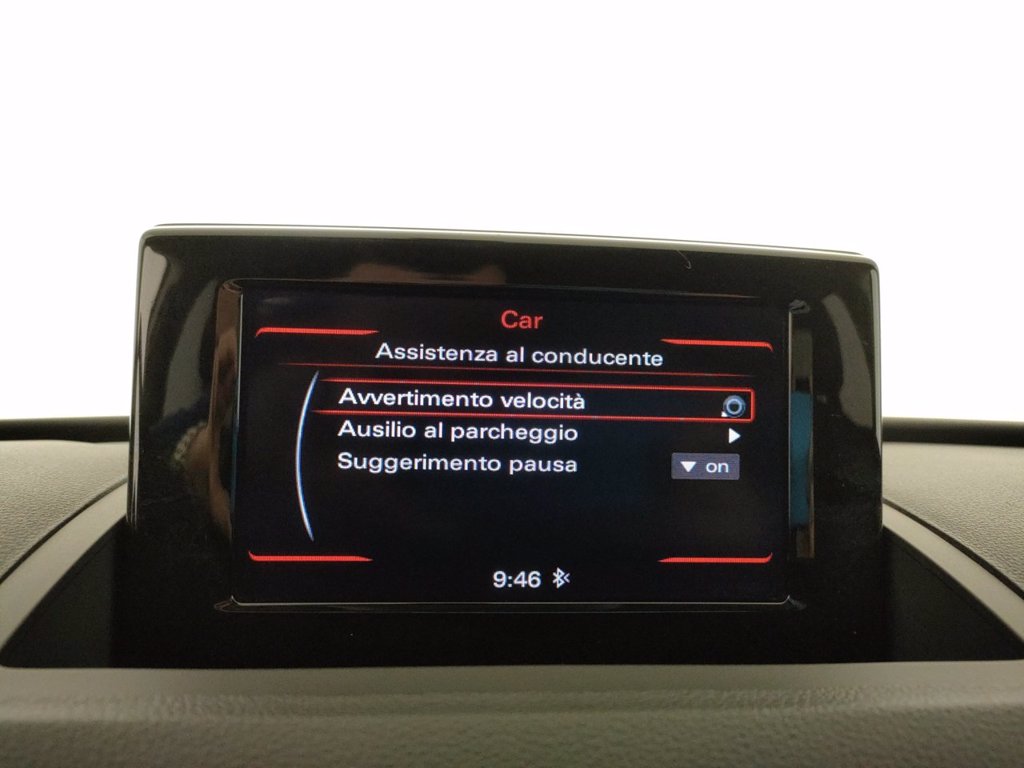 Car
Assistenza al conducente
Avvertimento velocità
Ausilio al parcheggio
Suggerimento pausa on
9:46